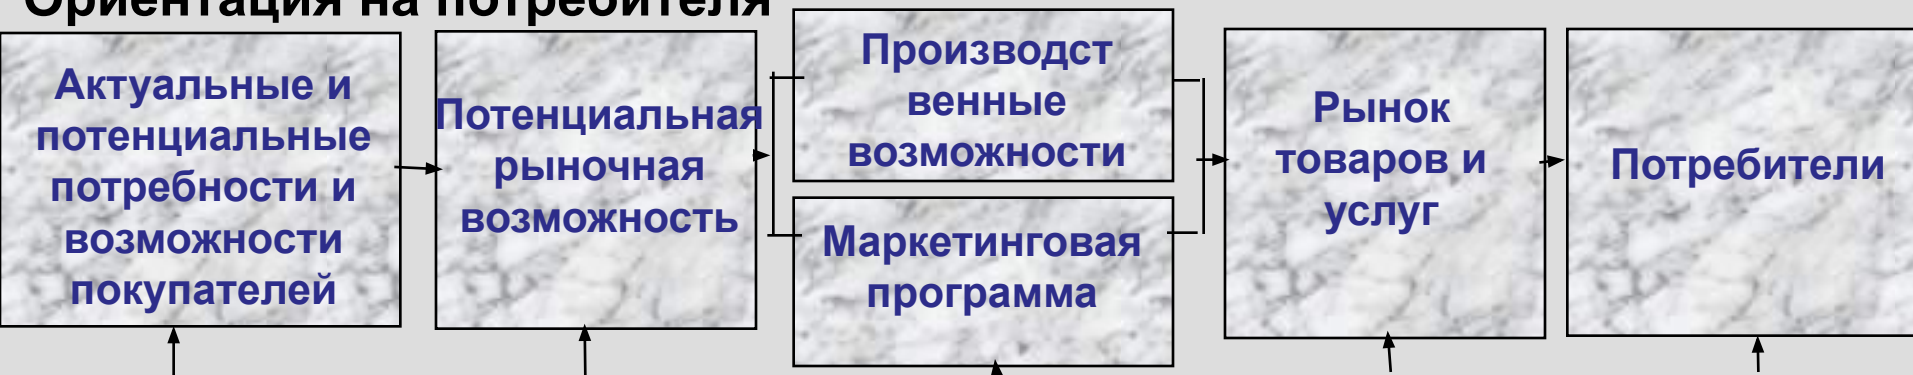 Ориентация на потребителя
Актуальные и
потенциальные
потребности и
возможности
покупателей
Потенциальная
рыночная
возможность
Производст
венные
возможности
Маркетинговая
программа
Рынок
товаров и
услуг
Потребители